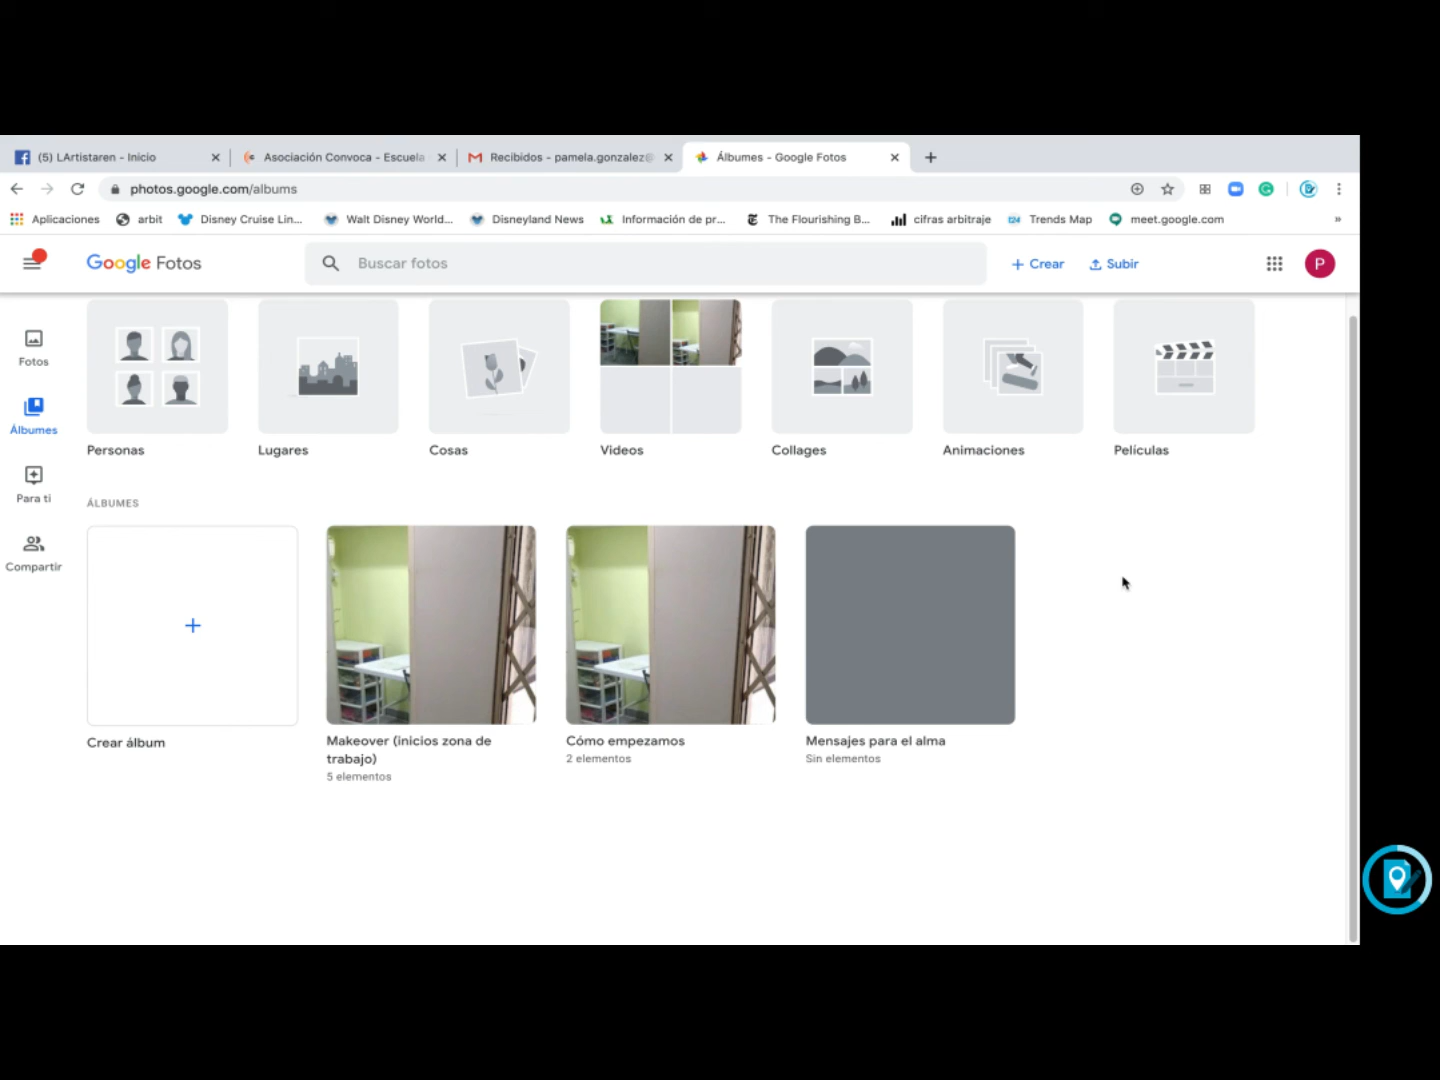 (5) LArtistaren - Inicio
Asociación Convoca - Escuela
Recibidos - pamela.gonzalez@
Álbumes - Google Fotos
photos.google.com/albums
Aplicaciones
arbit
Disney Cruise Lin...
Walt Disney World...
Disneyland News
Información de pr...
The Flourishing B...
cifras arbitraje
Trends Map
meet.google.com
»
Google Fotos
Buscar fotos
+ Crear
Subir
P
Fotos
Álbumes
Para ti
Compartir
Personas
Lugares
Cosas
Videos
Collages
Animaciones
Películas
ÁLBUMES
Crear álbum
Makeover (inicios zona de
trabajo)
5 elementos
Cómo empezamos
2 elementos
Mensajes para el alma
Sin elementos